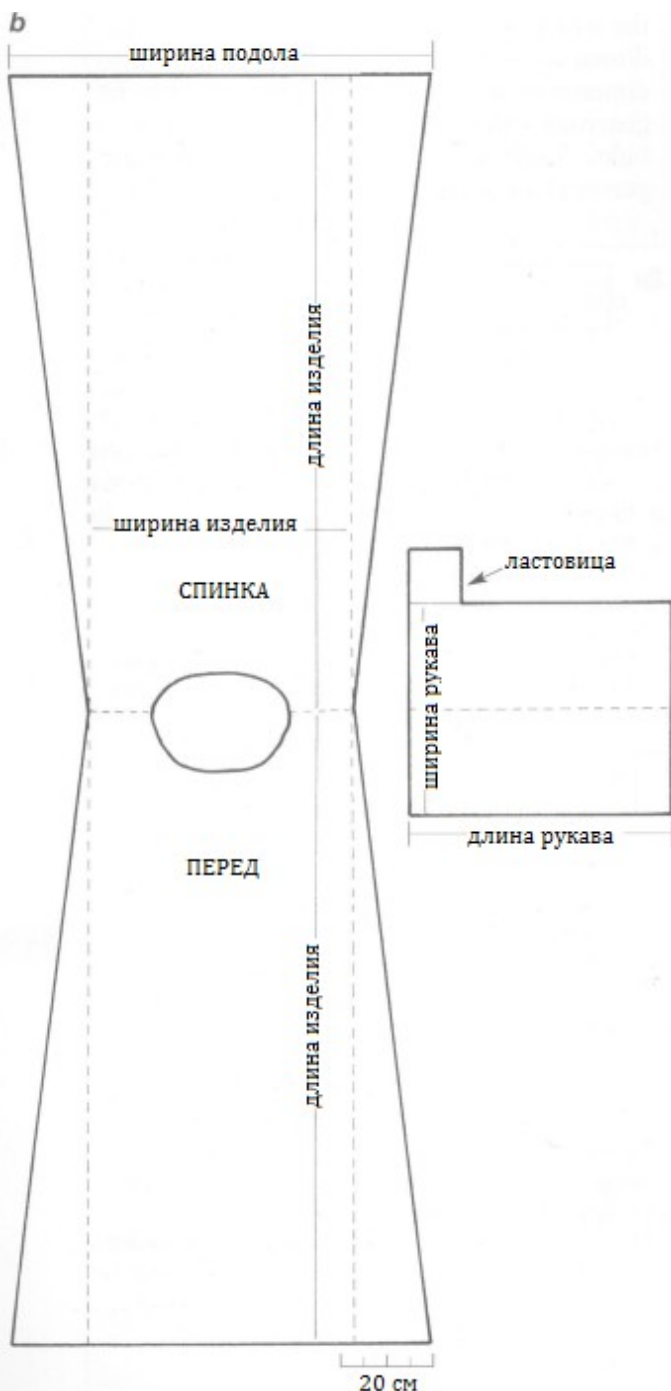 b
ширина подола
длина изделия
ширина изделия
СПИНКА
ластовица
ширина рукава
длина рукава
ПЕРЕД
длина изделия
20 см